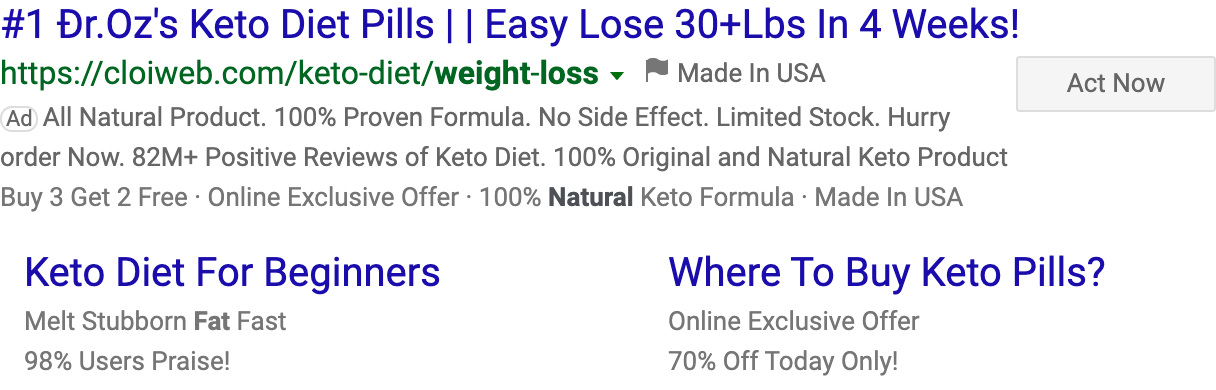 #1 Ðr.Oz's Keto Diet Pills | | Easy Lose 30+Lbs In 4 Weeks!
https://cloiweb.com/keto-diet/weight-loss Made In USA
Act Now
Ad All Natural Product. 100% Proven Formula. No Side Effect. Limited Stock. Hurry
order Now. 82M+ Positive Reviews of Keto Diet. 100% Original and Natural Keto Product
Buy 3 Get 2 Free · Online Exclusive Offer · 100% Natural Keto Formula · Made In USA
Keto Diet For Beginners
Melt Stubborn Fat Fast
98% Users Praise!
Where To Buy Keto Pills?
Online Exclusive Offer
70% Off Today Only!